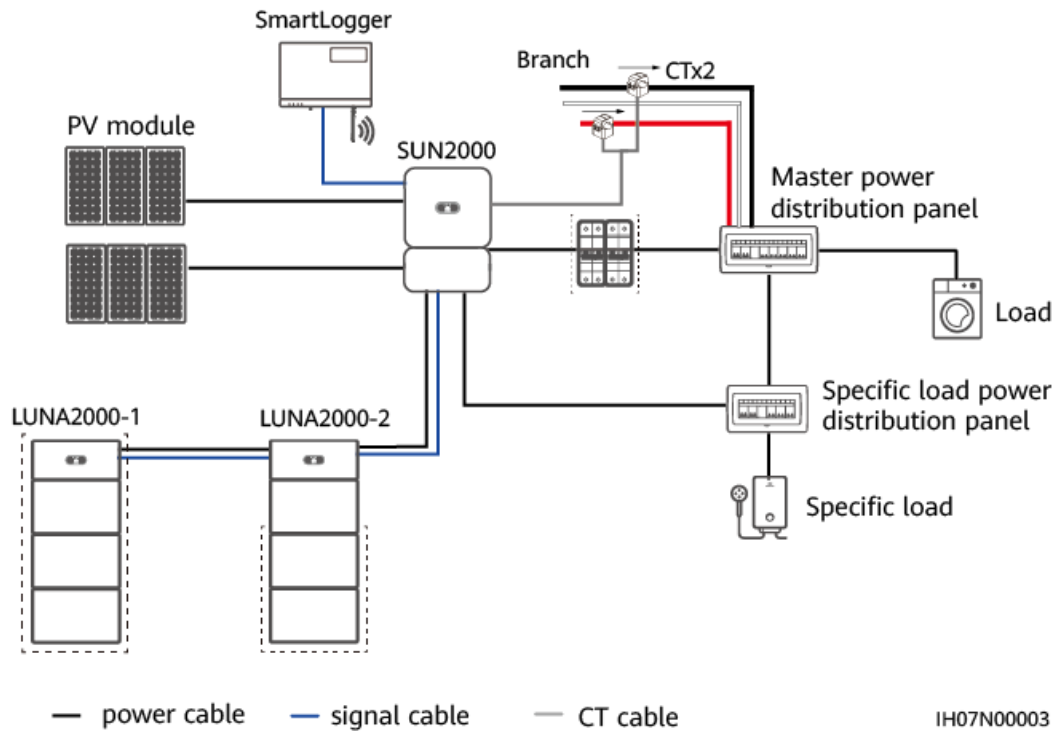 SmartLogger
Branch
CTx2
PV module
SUN2000
Master power
distribution panel
Load
LUNA2000-1
LUNA2000-2
Specific load power
distribution panel
Specific load
power cable
signal cable
CT cable
IH07N00003